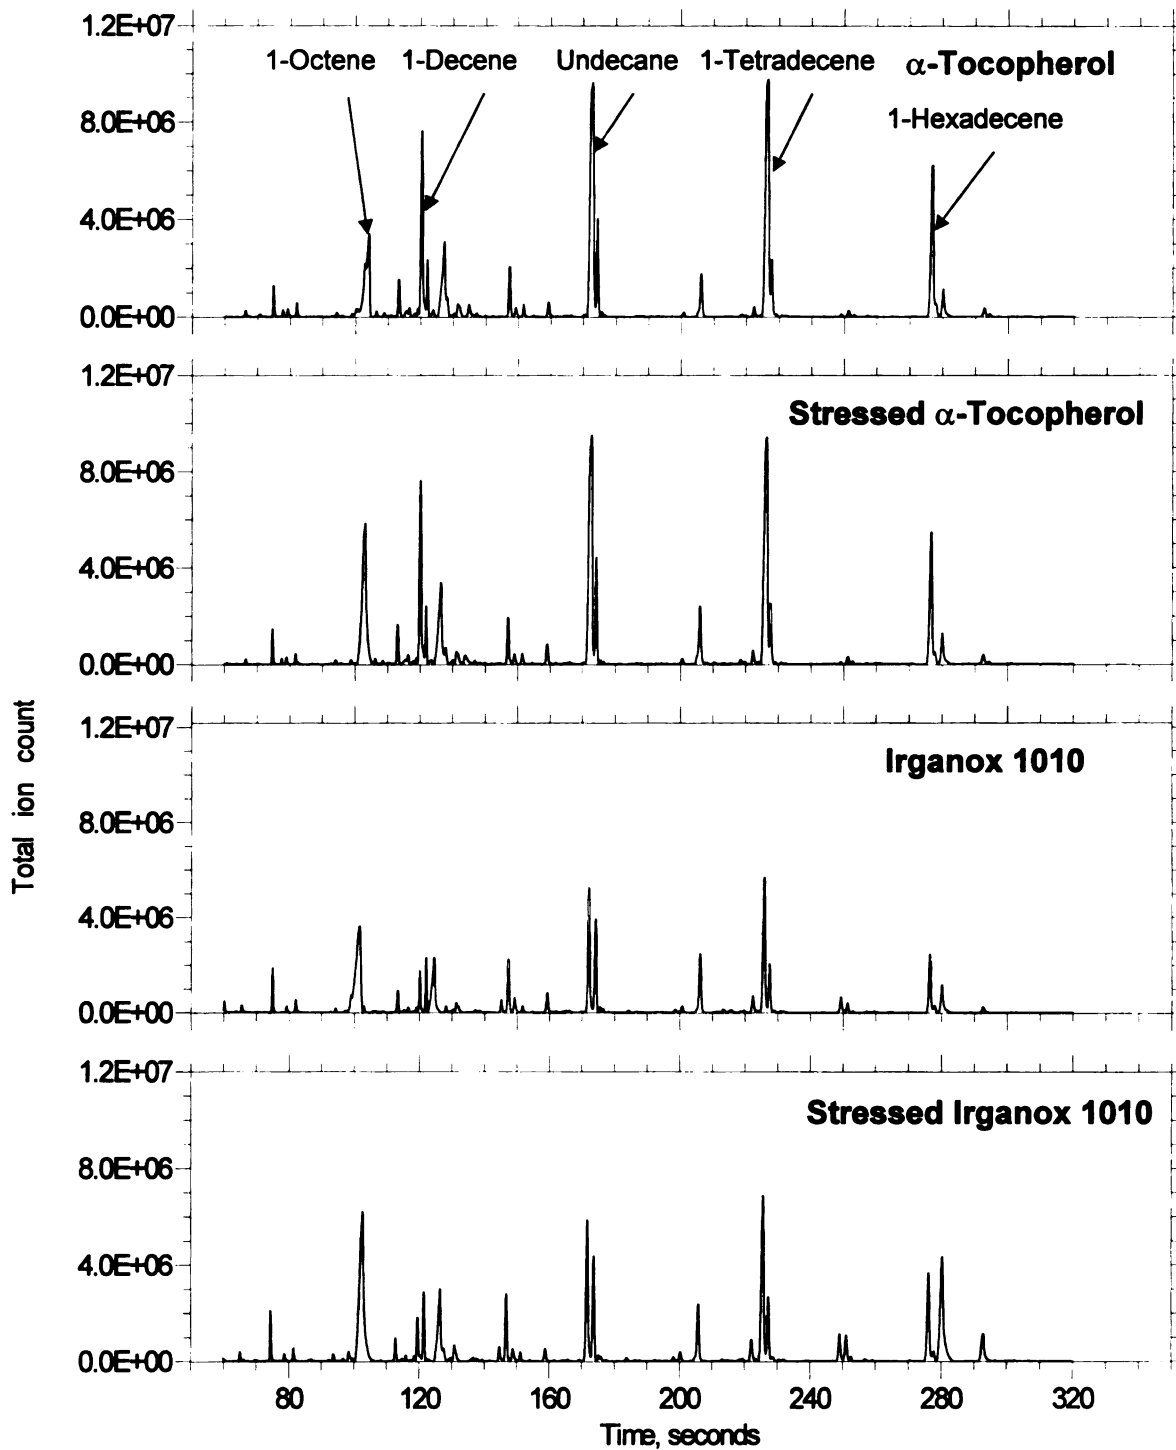 1.2E+07
1-Octene 1-Decene Undecane 1-Tetradecene α-Tocopherol
1-Hexadecene
8.0E+06
4.0E+06
0.0E+00
1.2E+07
Stressed α-Tocopherol
8.0E+06
4.0E+06
0.0E+00
Total ion count
1.2E+07
Irganox 1010
8.0E+06
4.0E+06
0.0E+00
1.2E+07
Stressed Irganox 1010
8.0E+06
4.0E+06
0.0E+00
80 120 160 200 240 280 320
Time, seconds